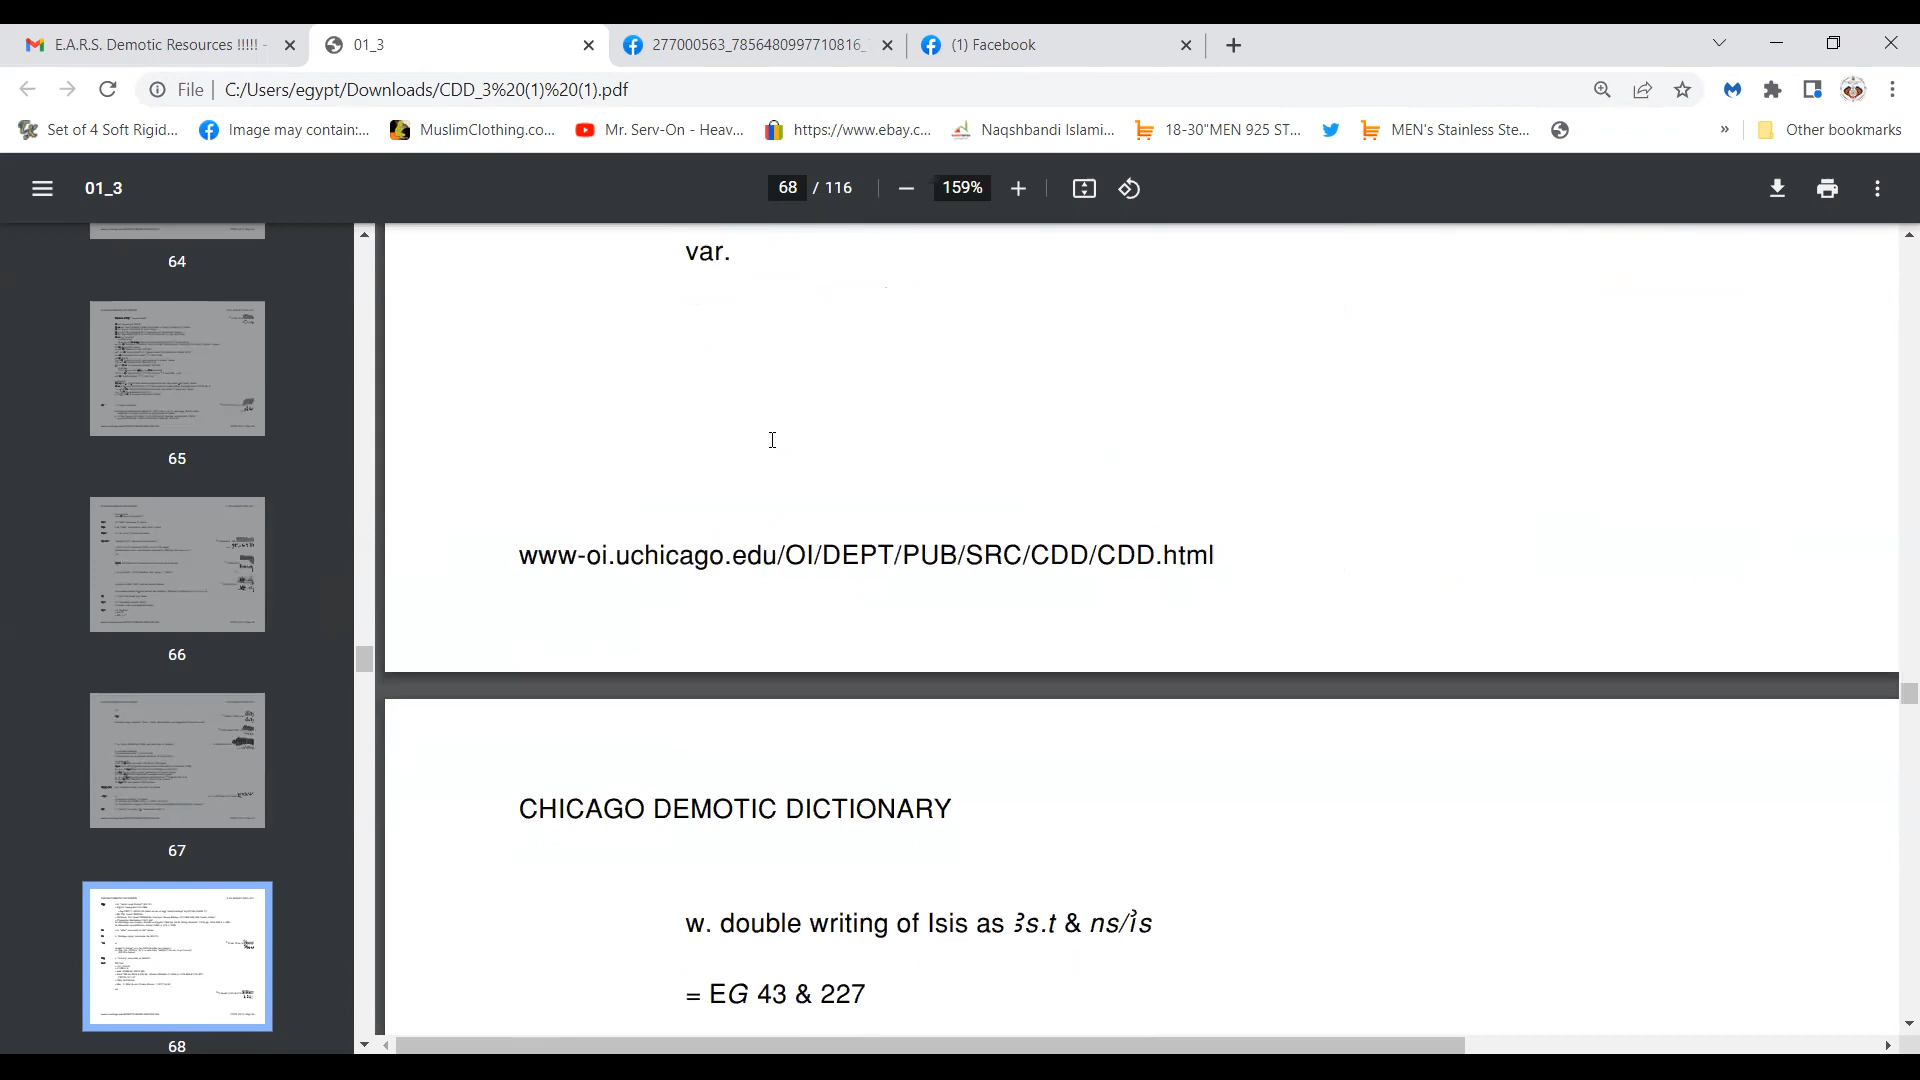 E.A.R.S. Demotic Resources !!!!! -
01_3
277000563_7856480997710816_
(1) Facebook
File
C:/Users/egypt/Downloads/CDD_3%20(1)%20(1).pdf
Set of 4 Soft Rigid...
Image may contain:...
MuslimClothing.co...
Mr. Serv-On - Heav...
https://www.ebay.c...
Naqshbandi Islami...
18-30"MEN 925 ST...
MEN's Stainless Ste...
»
Other bookmarks
01_3
68 / 116
159%
64
65
66
67
68
var.
www-oi.uchicago.edu/OI/DEPT/PUB/SRC/CDD/CDD.html
CHICAGO DEMOTIC DICTIONARY
w. double writing of Isis as ꜣs.t & ns/ỉs
= EG 43 & 227